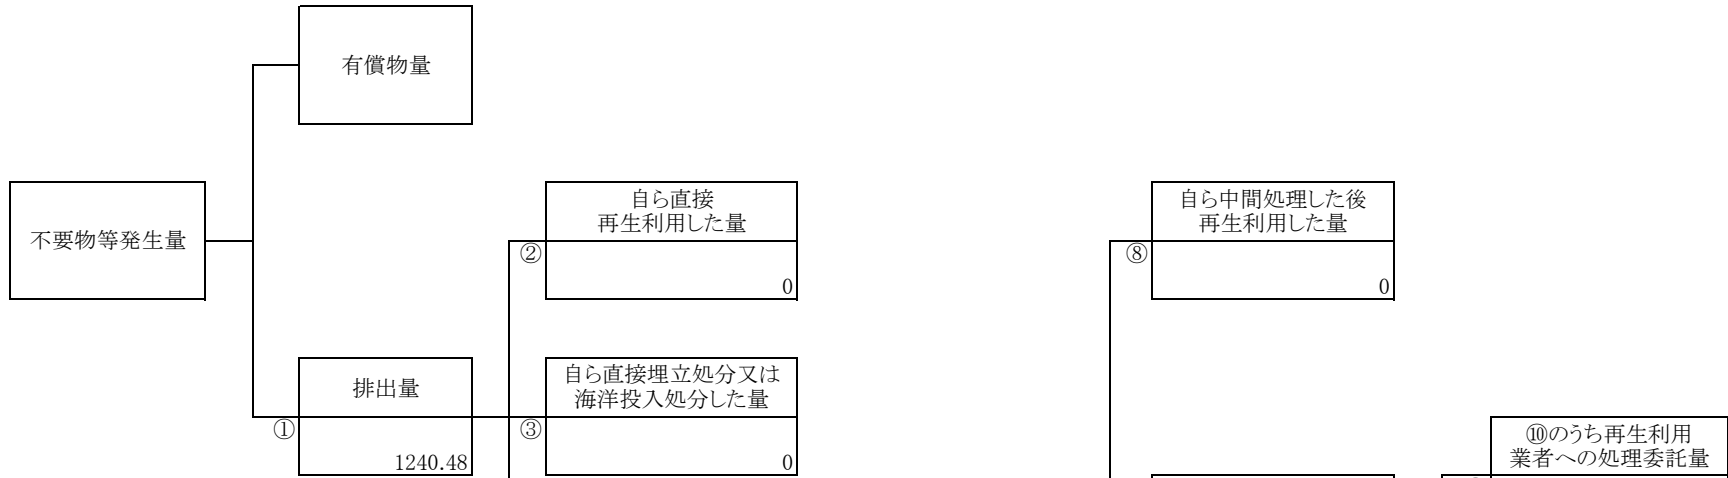 有償物量
不要物等発生量
自ら直接
再生利用した量
②
0
自ら中間処理した後
再生利用した量
⑧
0
排出量
①
1240.48
自ら直接埋立処分又は
海洋投入処分した量
③
0
⑩のうち再生利用
業者への処理委託量